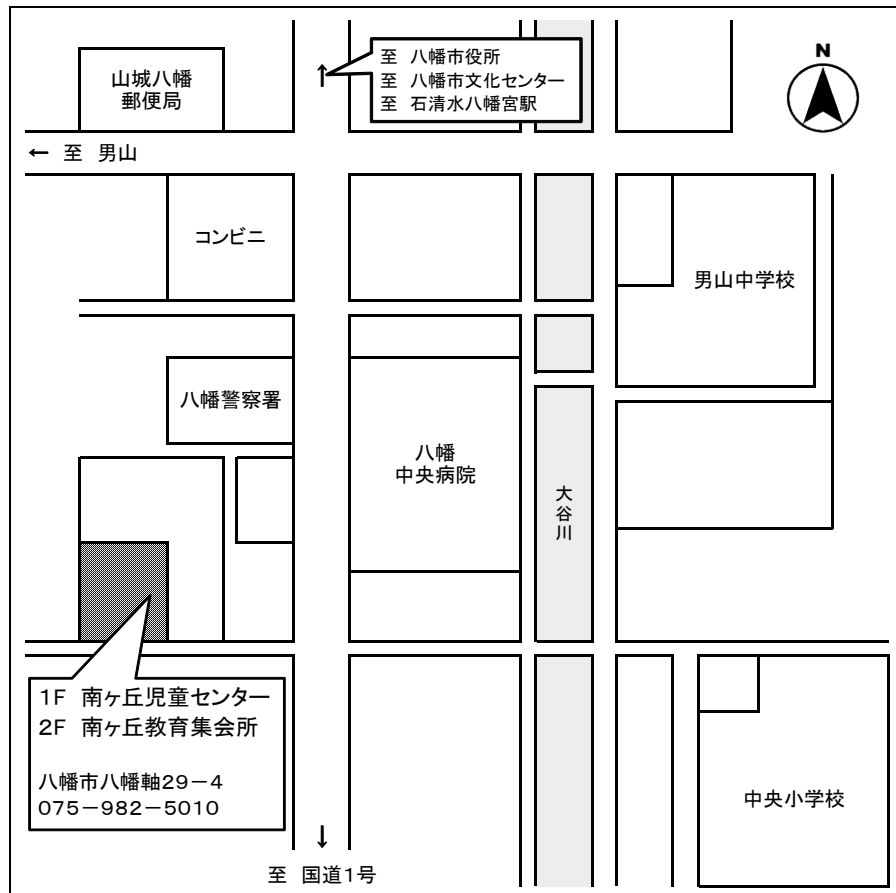 山城八幡
郵便局
↑
至 八幡市役所
至 八幡市文化センター
至 石清水八幡宮駅
N
← 至 男山
コンビニ
男山中学校
八幡警察署
八幡
中央病院
大谷川
1F 南ヶ丘児童センター
2F 南ヶ丘教育集会所
八幡市八幡軸29－4
075－982－5010
中央小学校
↓
至 国道1号